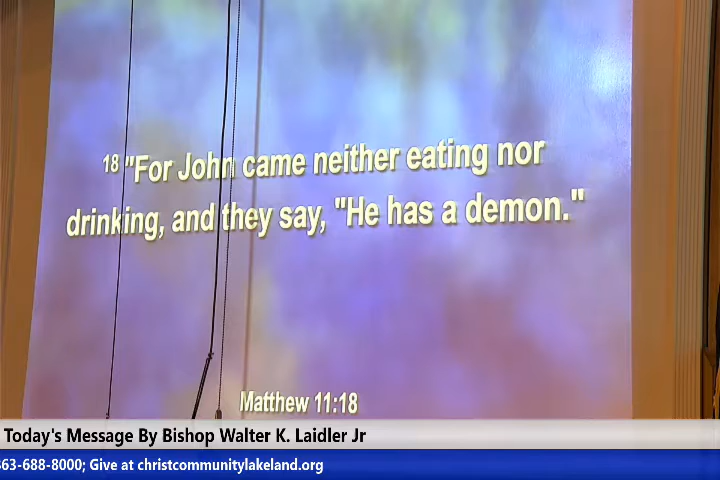 18 "For John came neither eating nor
drinking, and they say, "He has a demon."
Matthew 11:18
Today's Message By Bishop Walter K. Laidler Jr
63-688-8000; Give at christcommunitylakeland.org